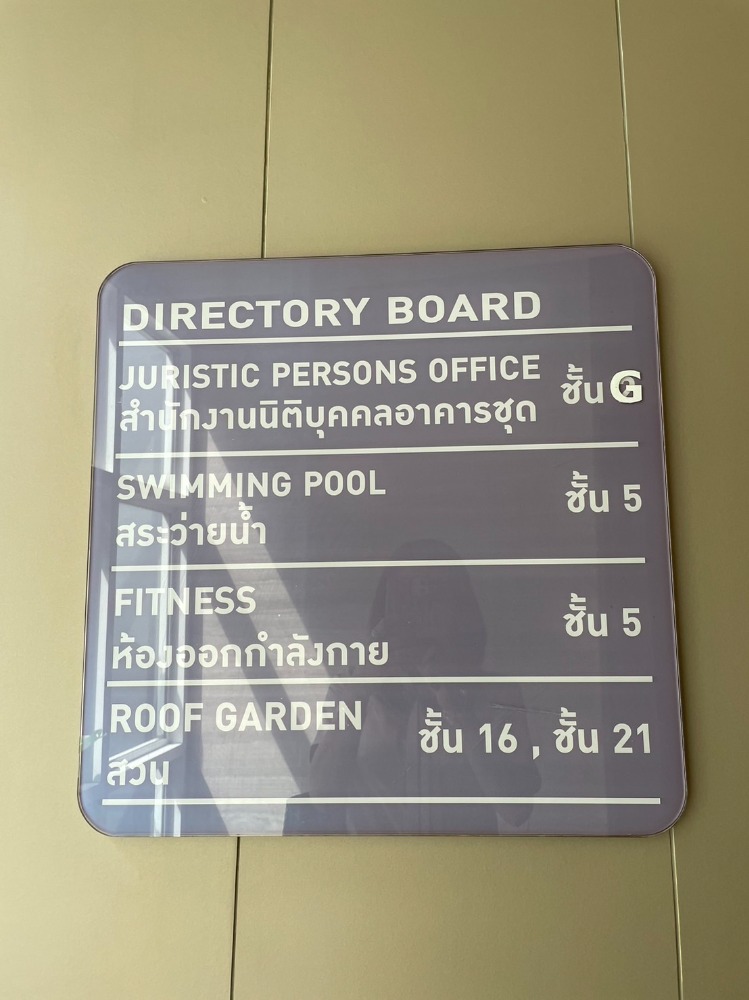 DIRECTORY BOARD
JURISTIC PERSONS OFFICE
สำนักงานนิติบุคคลอาคารชุด
ชั้น G
SWIMMING POOL
สระว่ายน้ำ
ชั้น 5
FITNESS
ห้องออกกำลังกาย
ชั้น 5
ROOF GARDEN
สวน
ชั้น 16 , ชั้น 21